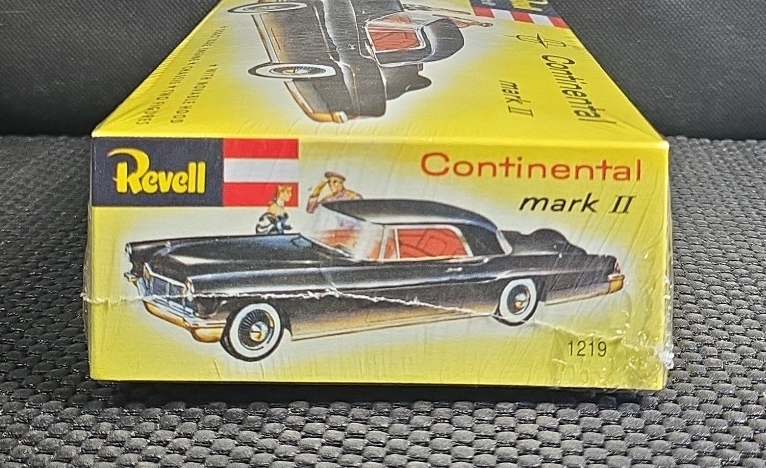 Continental
mark II
Revell
Continental
mark II
1219